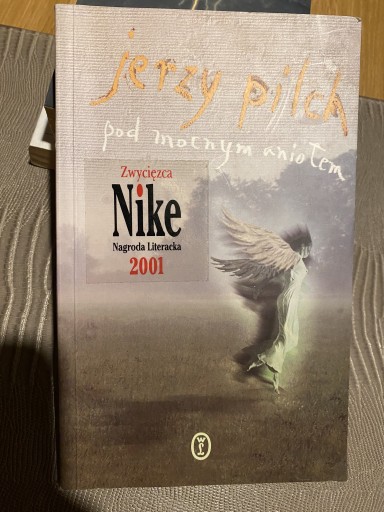 jerzy pilch
pod mocnym aniołem
Zwycięzca
Nike
Nagroda Literacka
2001